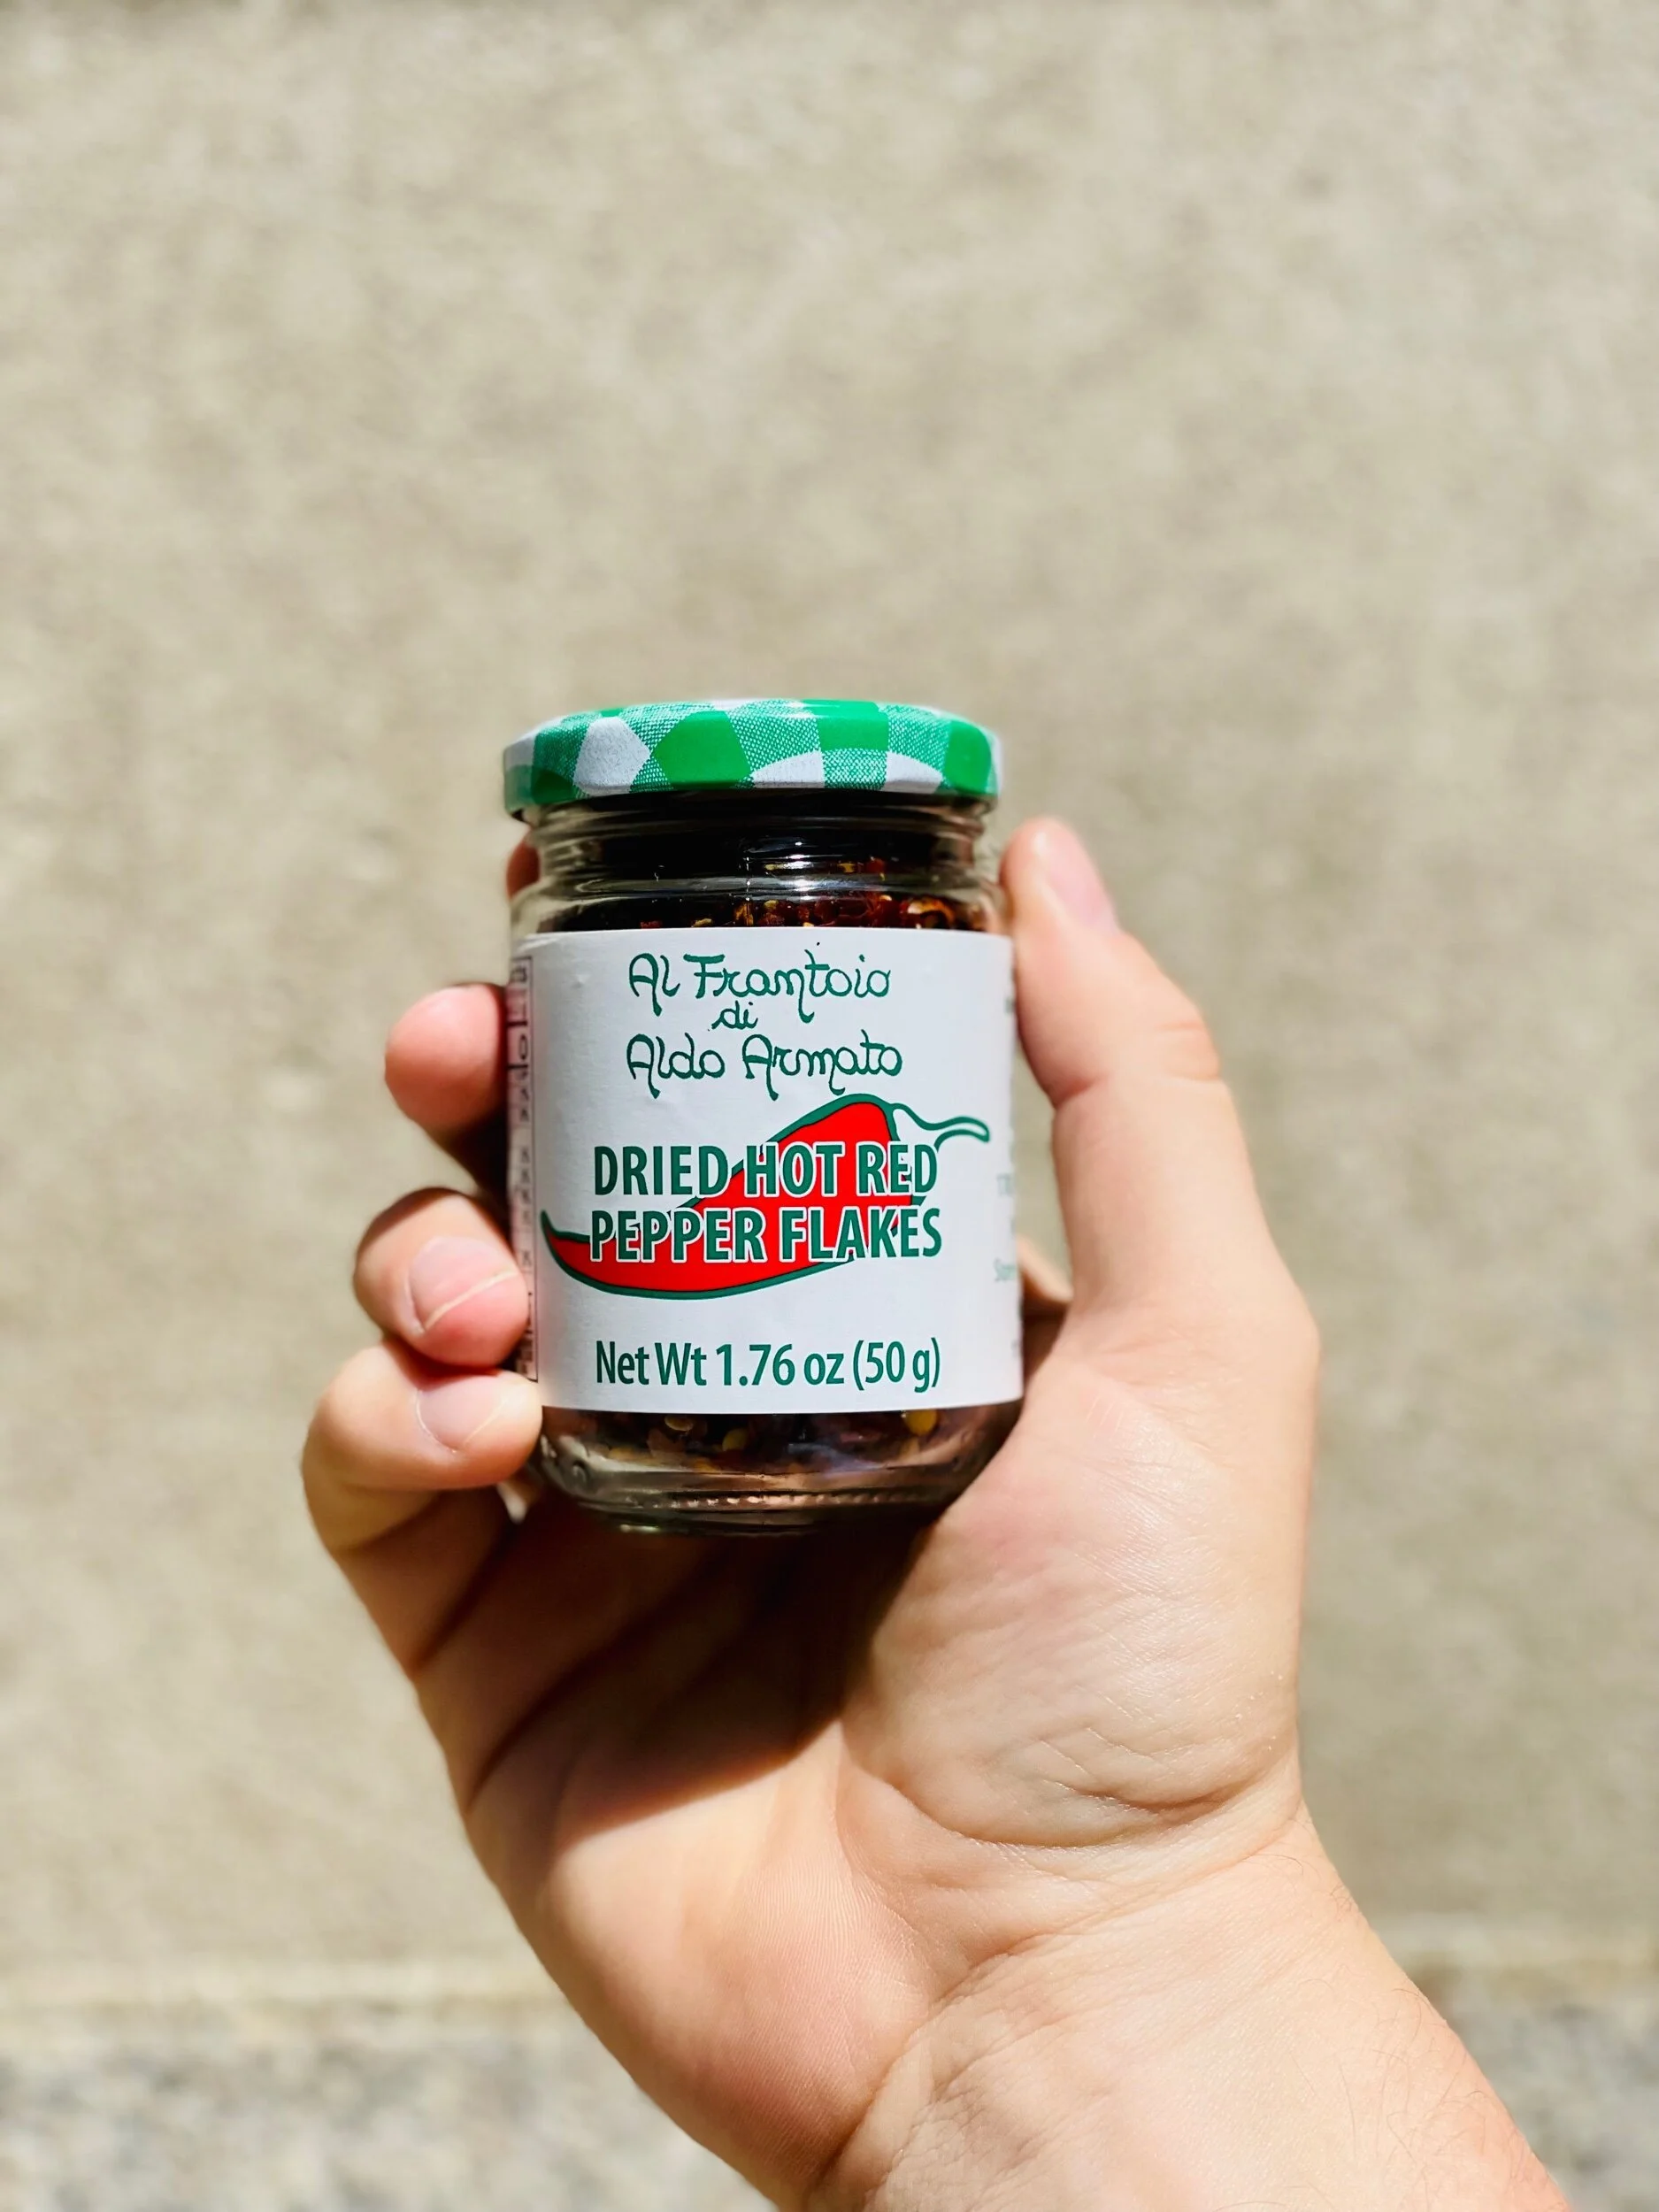 Al Frantoio
di
Aldo Armato
DRIED HOT RED
PEPPER FLAKES
Net Wt 1.76 oz (50 g)